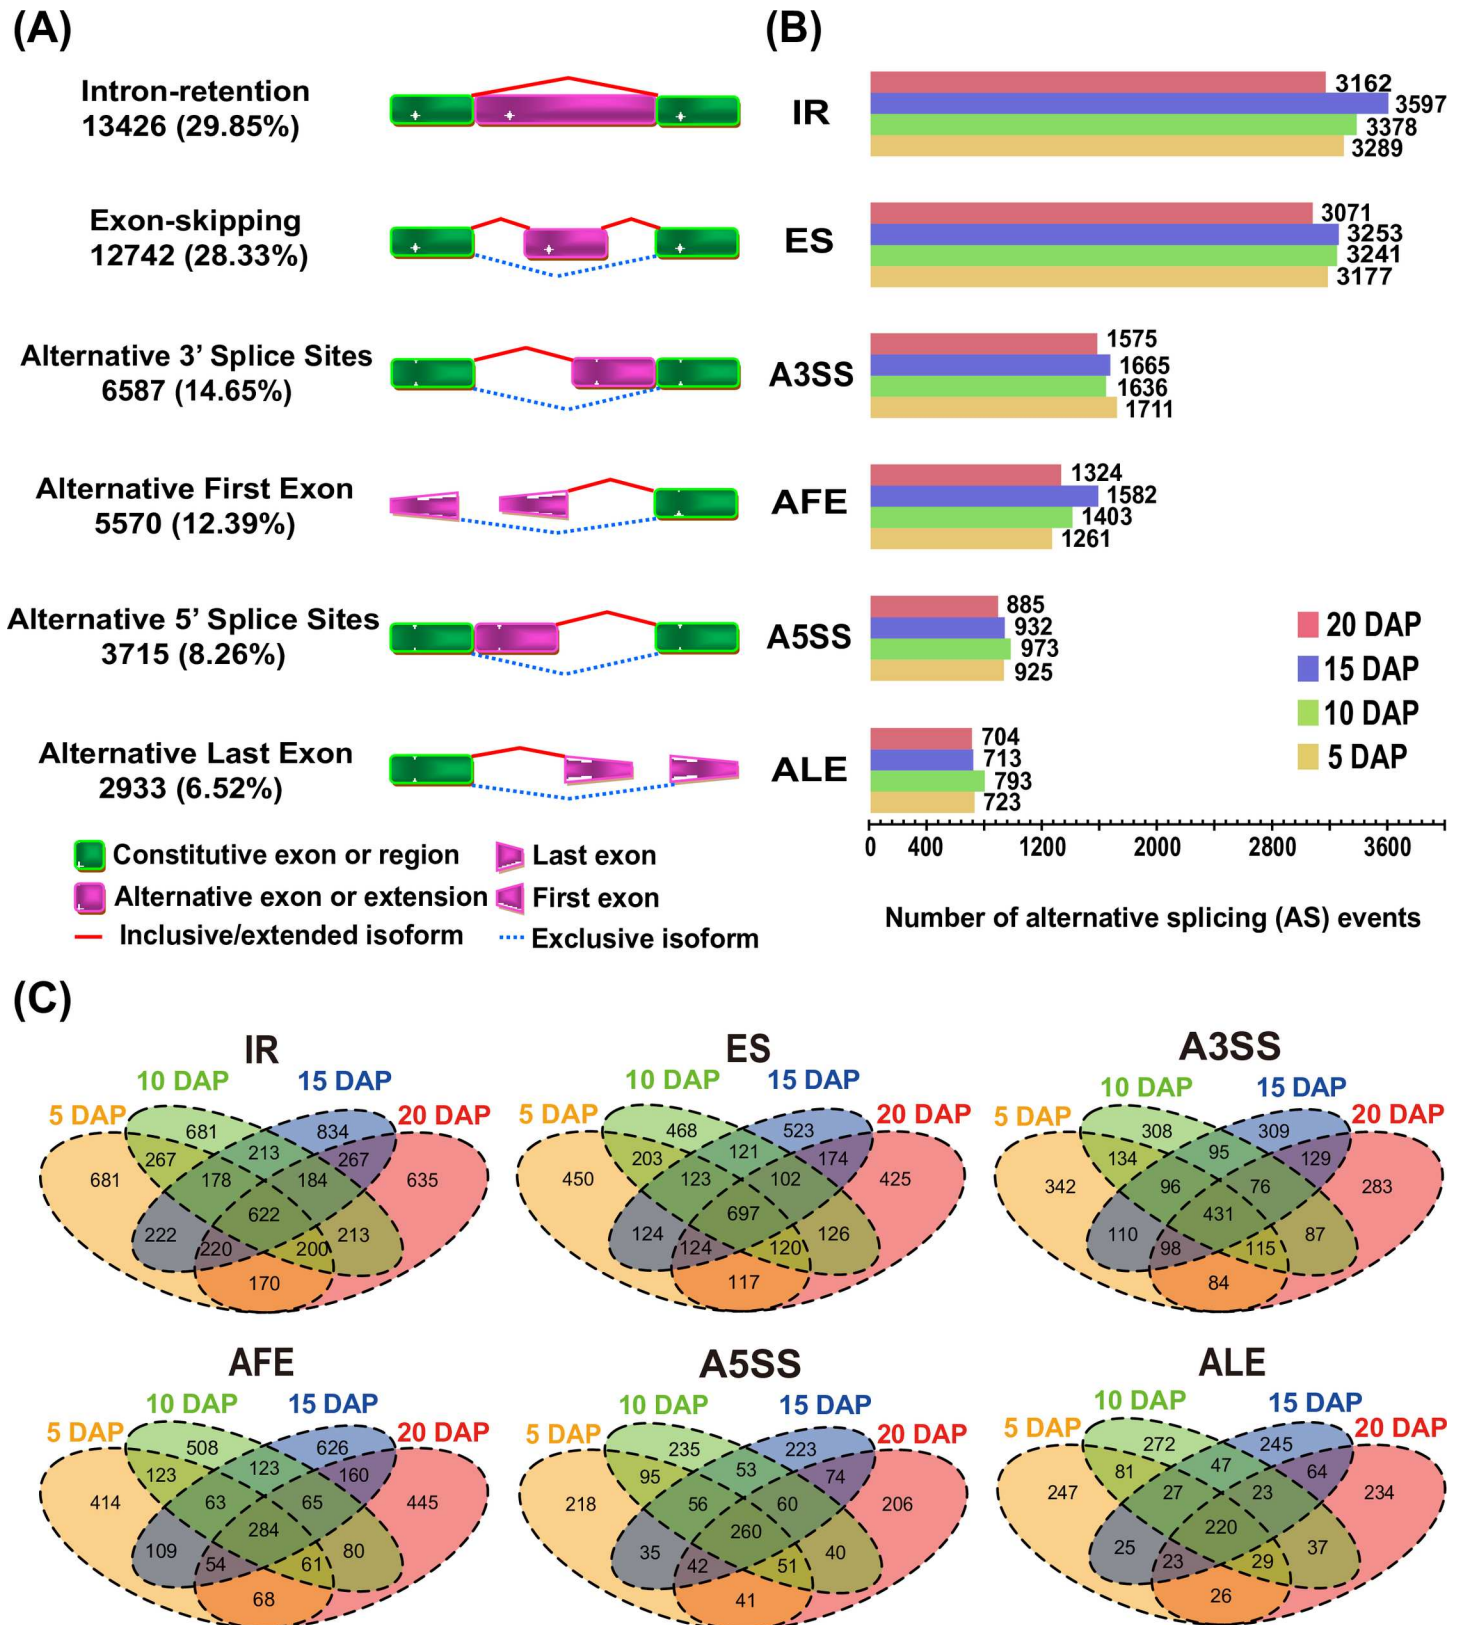 (A)
Intron-retention
13426 (29.85%)
Exon-skipping
12742 (28.33%)
Alternative 3’ Splice Sites
6587 (14.65%)
Alternative First Exon
5570 (12.39%)
Alternative 5’ Splice Sites
3715 (8.26%)
Alternative Last Exon
2933 (6.52%)
Constitutive exon or region
Last exon
Alternative exon or extension
First exon
Inclusive/extended isoform
Exclusive isoform
(B)
IR
3162
3597
3378
3289
ES
3071
3253
3241
3177
A3SS
1575
1665
1636
1711
AFE
1324
1582
1403
1261
A5SS
885
932
973
925
ALE
704
713
793
723
20 DAP
15 DAP
10 DAP
5 DAP
0 400 1200 2000 2800 3600
Number of alternative splicing (AS) events
(C)
IR
10 DAP 15 DAP
5 DAP 20 DAP
681 834
267 213 267
681 178 184 635
622
222 220 200 213
170
ES
10 DAP 15 DAP
5 DAP 20 DAP
468 523
203 121 174
450 123 102 425
697
124 124 120 126
117
A3SS
10 DAP 15 DAP
5 DAP 20 DAP
308 309
134 95 129
342 96 76 283
431
110 98 115 87
84
AFE
10 DAP 15 DAP
5 DAP 20 DAP
508 626
123 123 160
414 63 65 445
284
109 54 61 80
68
A5SS
10 DAP 15 DAP
5 DAP 20 DAP
235 223
95 53 74
218 56 60 206
260
35 42 51 40
41
ALE
10 DAP 15 DAP
5 DAP 20 DAP
272 245
81 47 64
247 27 23 234
220
25 23 29 37
26